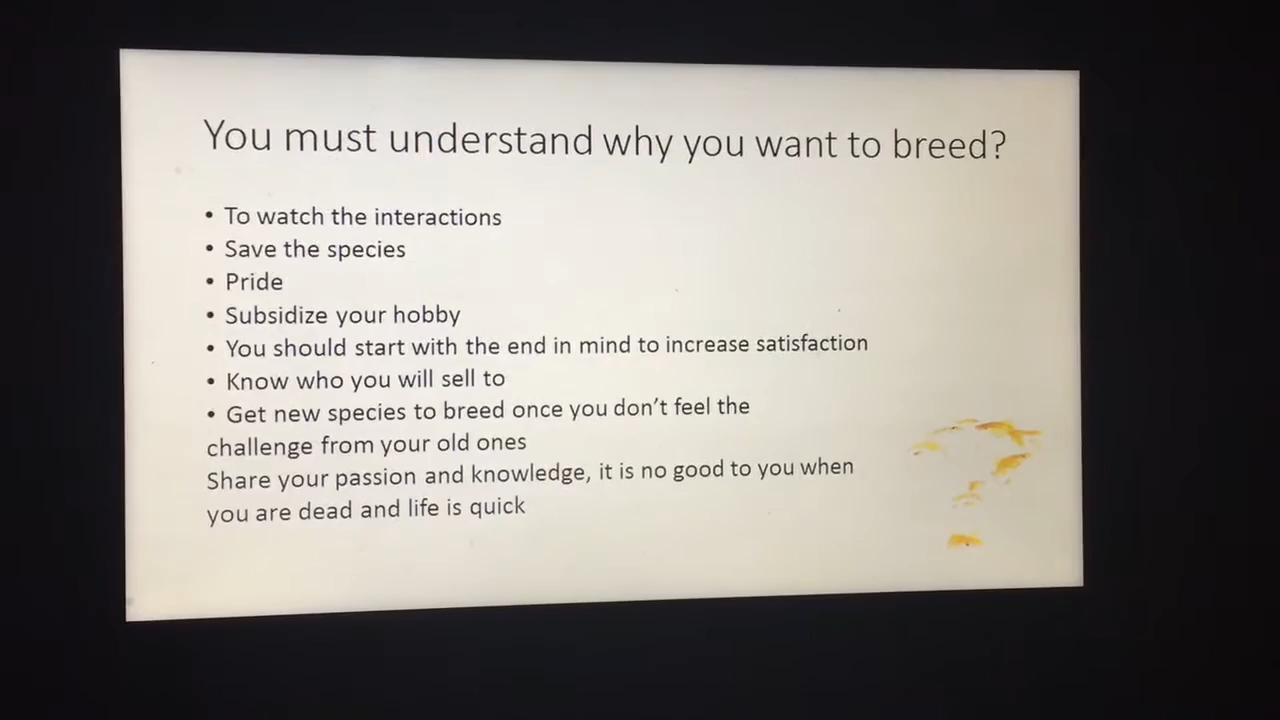 You must understand why you want to breed?
• To watch the interactions
• Save the species
• Pride
• Subsidize your hobby
• You should start with the end in mind to increase satisfaction
• Know who you will sell to
• Get new species to breed once you don't feel the
challenge from your old ones
Share your passion and knowledge, it is no good to you when
you are dead and life is quick